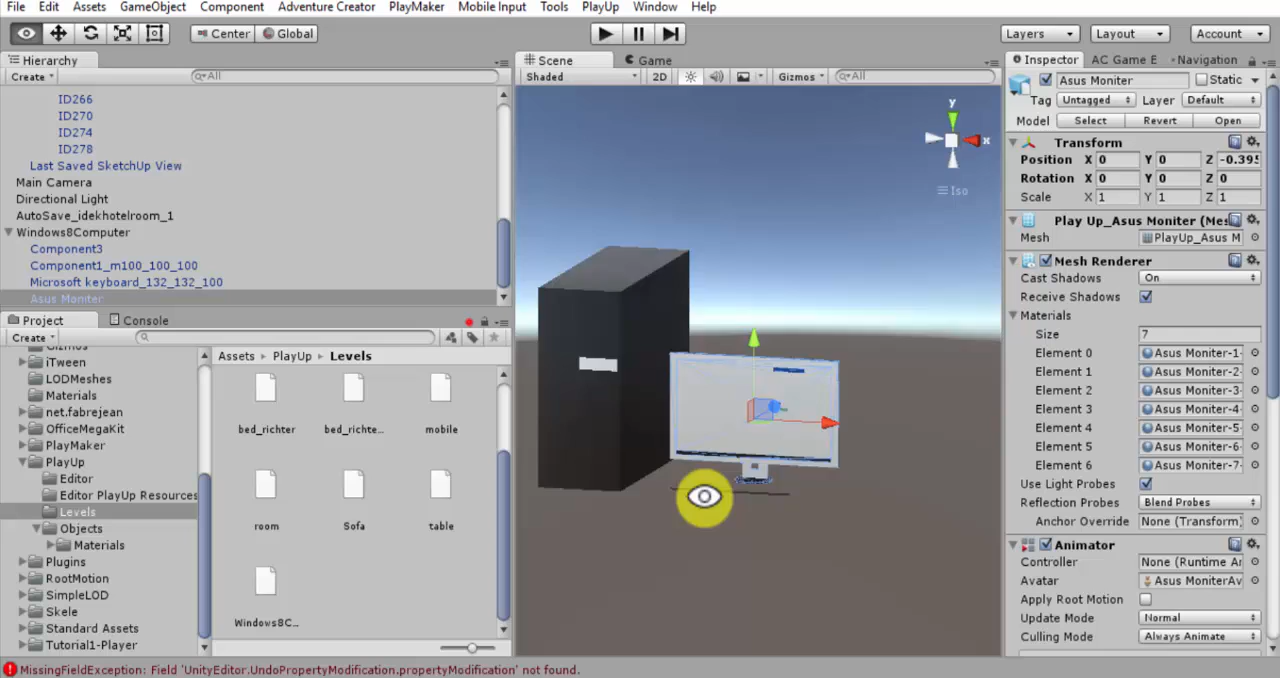 File Edit Assets GameObject Component Adventure Creator PlayMaker Mobile Input Tools PlayUp Window Help
Center Global Layers Layout Account
Hierarchy
Create All
ID266
ID270
ID274
ID278
Last Saved SketchUp View
Main Camera
Directional Light
AutoSave_idekhotelroom_1
Windows8Computer
Component3
Component1_m100_100_100
Microsoft keyboard_132_132_100
Asus Moniter
Project Console
Create
Gizmos
iTween
LODMeshes
Materials
net.fabrejean
OfficeMegaKit
PlayMaker
PlayUp
Editor
Editor PlayUp Resources
Levels
Objects
Materials
Plugins
RootMotion
SimpleLOD
Skele
Standard Assets
Tutorial1-Player
Assets PlayUp Levels
bed_richter bed_richte... mobile
room Sofa table
Windows8C...
Scene Game
Shaded 2D Gizmos All
y
x
Iso
Inspector AC Game E Navigation
Asus Moniter Static
Tag Untagged Layer Default
Model Select Revert Open
Transform
Position X 0 Y 0 Z -0.395
Rotation X 0 Y 0 Z 0
Scale X 1 Y 1 Z 1
Play Up_Asus Moniter (Mes
Mesh PlayUp_Asus M
Mesh Renderer
Cast Shadows On
Receive Shadows
Materials
Size 7
Element 0 Asus Moniter-1-
Element 1 Asus Moniter-2-
Element 2 Asus Moniter-3-
Element 3 Asus Moniter-4-
Element 4 Asus Moniter-5-
Element 5 Asus Moniter-6-
Element 6 Asus Moniter-7-
Use Light Probes
Reflection Probes Blend Probes
Anchor Override None (Transform)
Animator
Controller None (Runtime Ar
Avatar Asus MoniterAv
Apply Root Motion
Update Mode Normal
Culling Mode Always Animate
MissingFieldException: Field 'UnityEditor.UndoPropertyModification.propertyModification' not found.